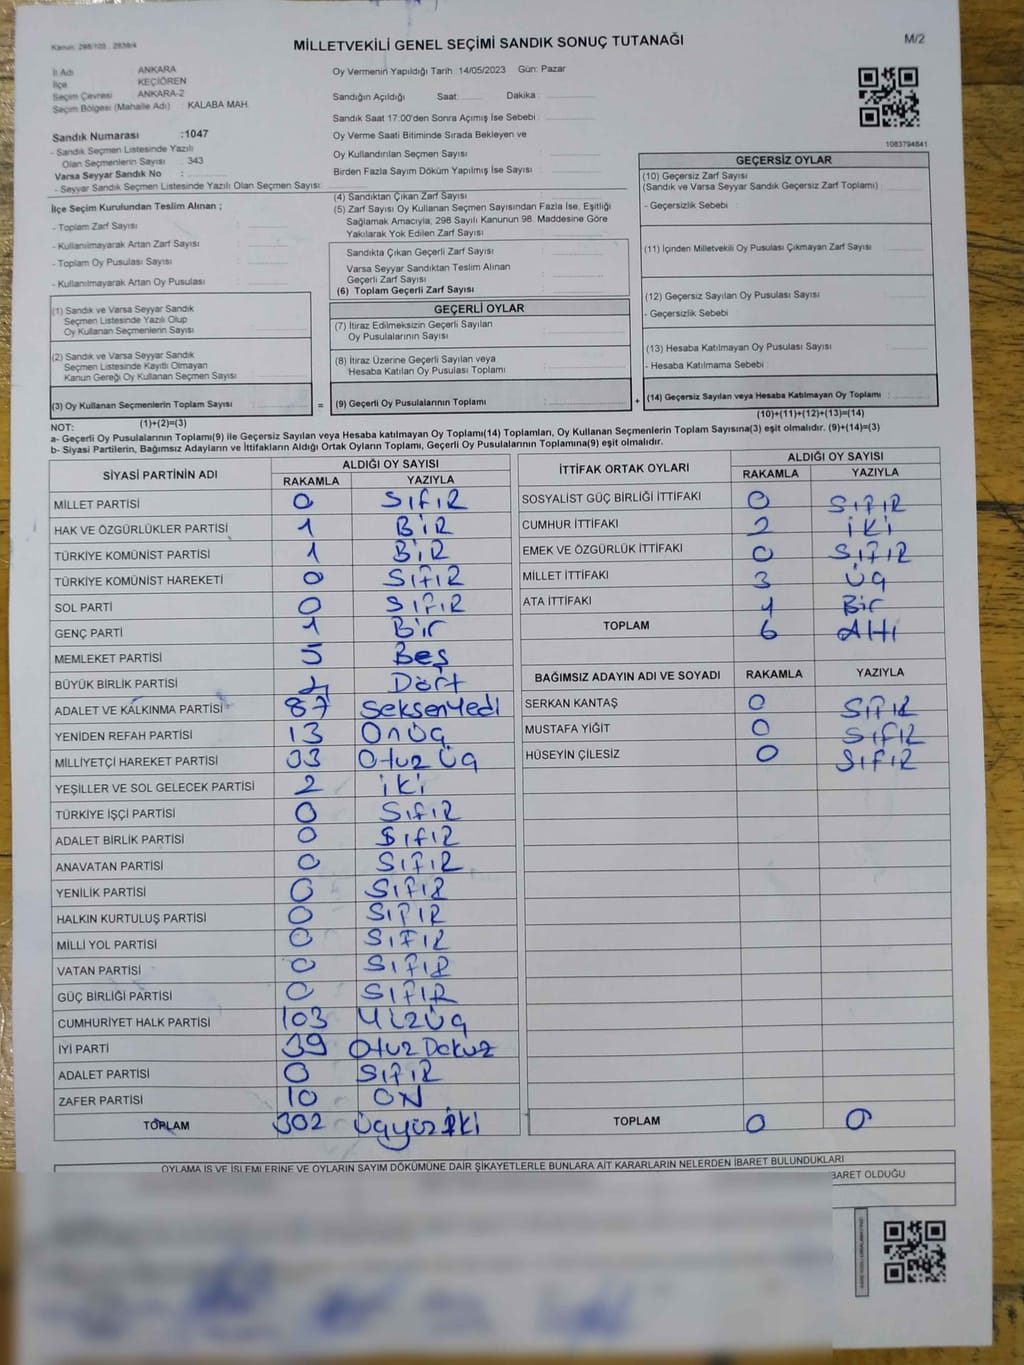 Kanun: 298/105 , 2839/4
MİLLETVEKİLİ GENEL SEÇİMİ SANDIK SONUÇ TUTANAĞI
M/2
İl Adı ANKARA
İlçe KEÇİÖREN
Seçim Çevresi ANKARA-2
Seçim Bölgesi (Mahalle Adı) : KALABA MAH.
Oy Vermenin Yapıldığı Tarih :14/05/2023 Gün: Pazar
Sandığın Açıldığı Saat: Dakika :
Sandık Saat 17:00'den Sonra Açımış İse Sebebi :
Oy Verme Saati Bitiminde Sırada Bekleyen ve
Oy Kullandırılan Seçmen Sayısı :
Birden Fazla Sayım Döküm Yapılmış İse Sayısı :
1083794841
Sandık Numarası :1047
- Sandık Seçmen Listesinde Yazılı
Olan Seçmenlerin Sayısı : 343
Varsa Seyyar Sandık No :
- Seyyar Sandık Seçmen Listesinde Yazılı Olan Seçmen Sayısı:
İlçe Seçim Kurulundan Teslim Alınan ;
- Toplam Zarf Sayısı :
- Kullanılmayarak Artan Zarf Sayısı :
- Toplam Oy Pusulası Sayısı :
- Kullanılmayarak Artan Oy Pusulası :
(4) Sandıktan Çıkan Zarf Sayısı :
(5) Zarf Sayısı Oy Kullanan Seçmen Sayısından Fazla İse, Eşitliği
Sağlamak Amacıyla; 298 Sayılı Kanunun 98. Maddesine Göre
Yakılarak Yok Edilen Zarf Sayısı :
Sandıkta Çıkan Geçerli Zarf Sayısı :
Varsa Seyyar Sandıktan Teslim Alınan
Geçerli Zarf Sayısı :
(6) Toplam Geçerli Zarf Sayısı :
GEÇERSİZ OYLAR
(10) Geçersiz Zarf Sayısı
(Sandık ve Varsa Seyyar Sandık Geçersiz Zarf Toplamı) :
- Geçersizlik Sebebi :
(11) İçinden Milletvekili Oy Pusulası Çıkmayan Zarf Sayısı :
(12) Geçersiz Sayılan Oy Pusulası Sayısı :
- Geçersizlik Sebebi :
(13) Hesaba Katılmayan Oy Pusulası Sayısı :
- Hesaba Katılmama Sebebi :
(1) Sandık ve Varsa Seyyar Sandık
Seçmen Listesinde Yazılı Olup
Oy Kullanan Seçmenlerin Sayısı :
(2) Sandık ve Varsa Seyyar Sandık
Seçmen Listesinde Kayıtlı Olmayan
Kanun Gereği Oy Kullanan Seçmen Sayısı :
GEÇERLİ OYLAR
(7) İtiraz Edilmeksizin Geçerli Sayılan
Oy Pusulalarının Sayısı :
(8) İtiraz Üzerine Geçerli Sayılan veya
Hesaba Katılan Oy Pusulası Toplamı :
(3) Oy Kullanan Seçmenlerin Toplam Sayısı : = (9) Geçerli Oy Pusulalarının Toplamı : + (14) Geçersiz Sayılan veya Hesaba Katılmayan Oy Toplamı :
(1)+(2)=(3) (10)+(11)+(12)+(13)=(14)
NOT:
a- Geçerli Oy Pusulalarının Toplamı(9) ile Geçersiz Sayılan veya Hesaba katılmayan Oy Toplamı(14) Toplamları, Oy Kullanan Seçmenlerin Toplam Sayısına(3) eşit olmalıdır. (9)+(14)=(3)
b- Siyasi Partilerin, Bağımsız Adayların ve İttifakların Aldığı Ortak Oyların Toplamı, Geçerli Oy Pusulalarının Toplamına(9) eşit olmalıdır.
SİYASİ PARTİNİN ADI ALDIĞI OY SAYISI
RAKAMLA YAZIYLA
MİLLET PARTİSİ 0 SIFIR
HAK VE ÖZGÜRLÜKLER PARTİSİ 1 BİR
TÜRKİYE KOMÜNİST PARTİSİ 1 BİR
TÜRKİYE KOMÜNİST HAREKETİ 0 SIFIR
SOL PARTİ 0 SIFIR
GENÇ PARTİ 1 Bir
MEMLEKET PARTİSİ 5 Beş
BÜYÜK BİRLİK PARTİSİ Dört
ADALET VE KALKINMA PARTİSİ 87 SeksenYedi
YENİDEN REFAH PARTİSİ 13 Onüç
MİLLİYETÇİ HAREKET PARTİSİ 33 Otuz Üç
YEŞİLLER VE SOL GELECEK PARTİSİ 2 iki
TÜRKİYE İŞÇİ PARTİSİ 0 SIfIR
ADALET BİRLİK PARTİSİ 0 SIfIR
ANAVATAN PARTİSİ 0 SIFIR
YENİLİK PARTİSİ 0 SIFIR
HALKIN KURTULUŞ PARTİSİ 0 SIFIR
MİLLİ YOL PARTİSİ 0 SIFIR
VATAN PARTİSİ 0 SIFIR
GÜÇ BİRLİĞİ PARTİSİ 0 SIFIR
CUMHURİYET HALK PARTİSİ 103 YÜZÜÇ
İYİ PARTİ 39 Otuz Dokuz
ADALET PARTİSİ 0 SIFIR
ZAFER PARTİSİ 10 ON
TOPLAM 302 Üçyüz iki
İTTİFAK ORTAK OYLARI ALDIĞI OY SAYISI
RAKAMLA YAZIYLA
SOSYALİST GÜÇ BİRLİĞİ İTTİFAKI 0 SIFIR
CUMHUR İTTİFAKI 2 İKİ
EMEK VE ÖZGÜRLÜK İTTİFAKI 0 SIFIR
MİLLET İTTİFAKI 3 Üç
ATA İTTİFAKI 1 Bir
TOPLAM 6 Altı
BAĞIMSIZ ADAYIN ADI VE SOYADI RAKAMLA YAZIYLA
SERKAN KANTAŞ 0 SIFIR
MUSTAFA YİĞİT 0 SIFIR
HÜSEYİN ÇİLESİZ 0 SIFIR
TOPLAM 0 0
OYLAMA İŞ VE İŞLEMLERİNE VE OYLARIN SAYIM DÖKÜMÜNE DAİR ŞİKAYETLERLE BUNLARA AİT KARARLARIN NELERDEN İBARET BULUNDUKLARI
BARET OLDUĞU